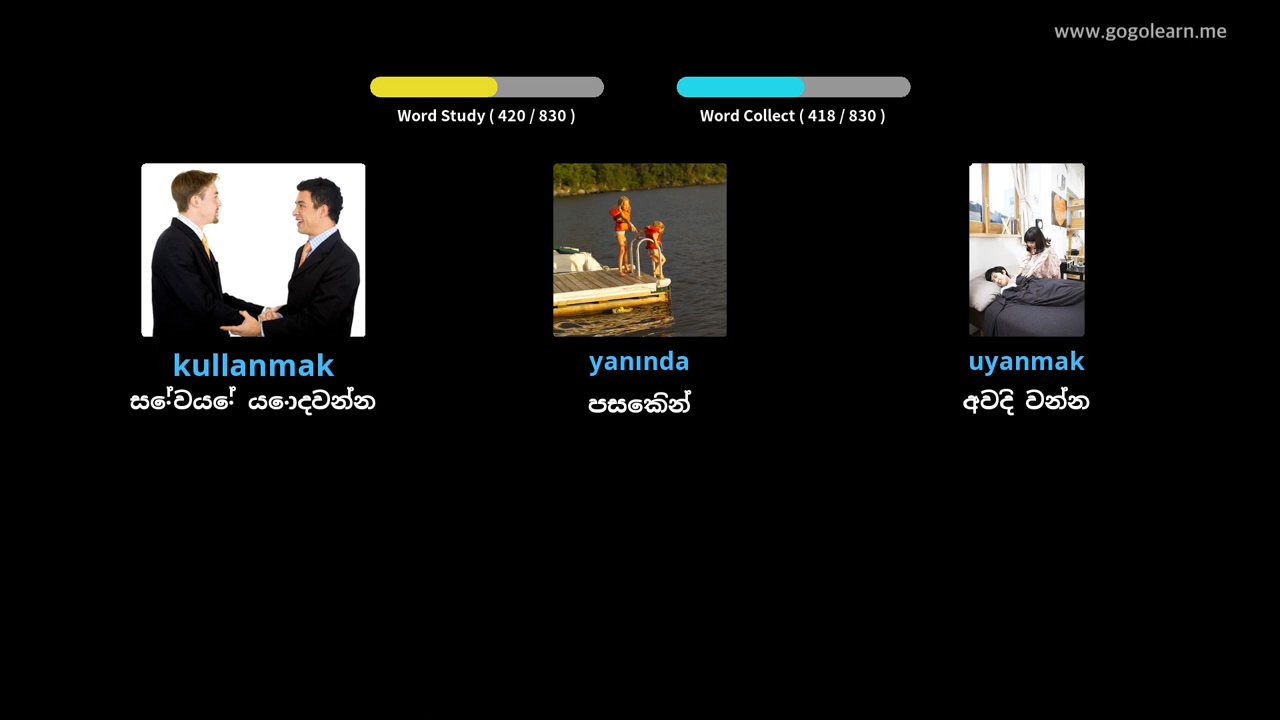 www.gogolearn.me
Word Study ( 420 / 830 )
Word Collect ( 418 / 830 )
kullanmak
සේවයේ යොදවන්න
yanında
පසකින්
uyanmak
අවදි වන්න